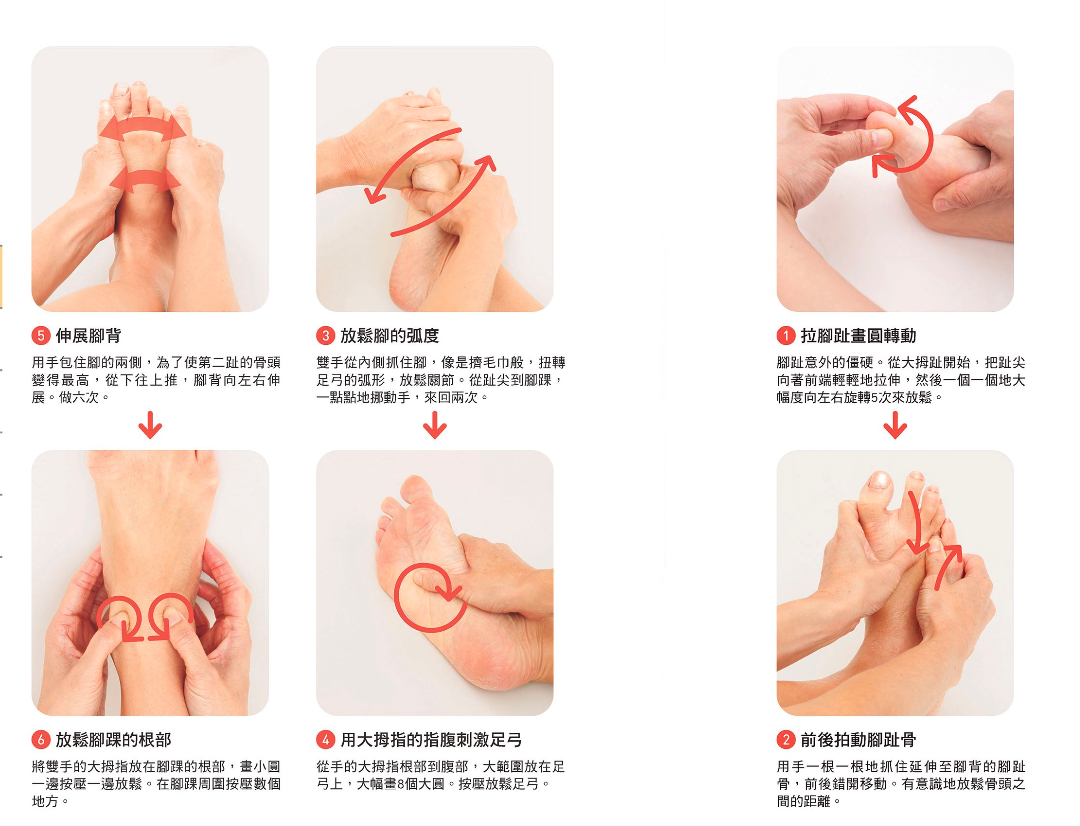 1 拉腳趾畫圓轉動
腳趾意外的僵硬。從大拇趾開始，把趾尖
向著前端輕輕地拉伸，然後一個一個地大
幅度向左右旋轉5次來放鬆。
2 前後拍動腳趾骨
用手一根一根地抓住延伸至腳背的腳趾
骨，前後錯開移動。有意識地放鬆骨頭之
間的距離。
3 放鬆腳的弧度
雙手從內側抓住腳，像是擠毛巾般，扭轉
足弓的弧形，放鬆關節。從趾尖到腳踝，
一點點地挪動手，來回兩次。
4 用大拇指的指腹刺激足弓
從手的大拇指根部到腹部，大範圍放在足
弓上，大幅畫8個大圓。按壓放鬆足弓。
5 伸展腳背
用手包住腳的兩側，為了使第二趾的骨頭
變得最高，從下往上推，腳背向左右伸
展。做六次。
6 放鬆腳踝的根部
將雙手的大拇指放在腳踝的根部，畫小圓
一邊按壓一邊放鬆。在腳踝周圍按壓數個
地方。